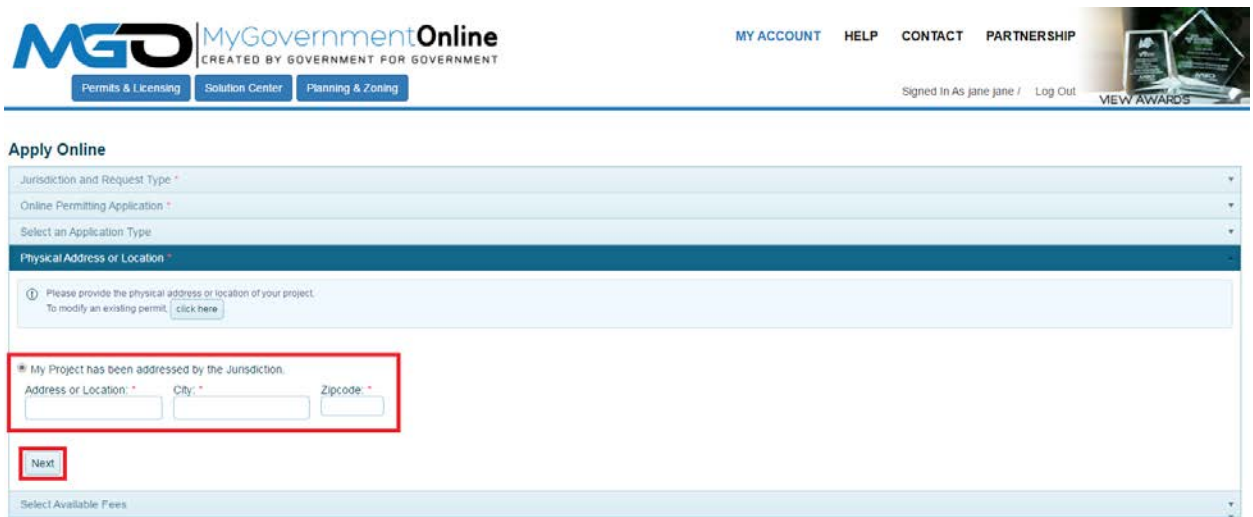 MGO MyGovernmentOnline
CREATED BY GOVERNMENT FOR GOVERNMENT
MY ACCOUNT HELP CONTACT PARTNERSHIP
Permits & Licensing Solution Center Planning & Zoning
Signed In As jane jane / Log Out
VIEW AWARDS
Apply Online
Jurisdiction and Request Type *
Online Permitting Application *
Select an Application Type
Physical Address or Location *
Please provide the physical address or location of your project.
To modify an existing permit, click here
My Project has been addressed by the Jurisdiction.
Address or Location: * City: * Zipcode: *
Next
Select Available Fees